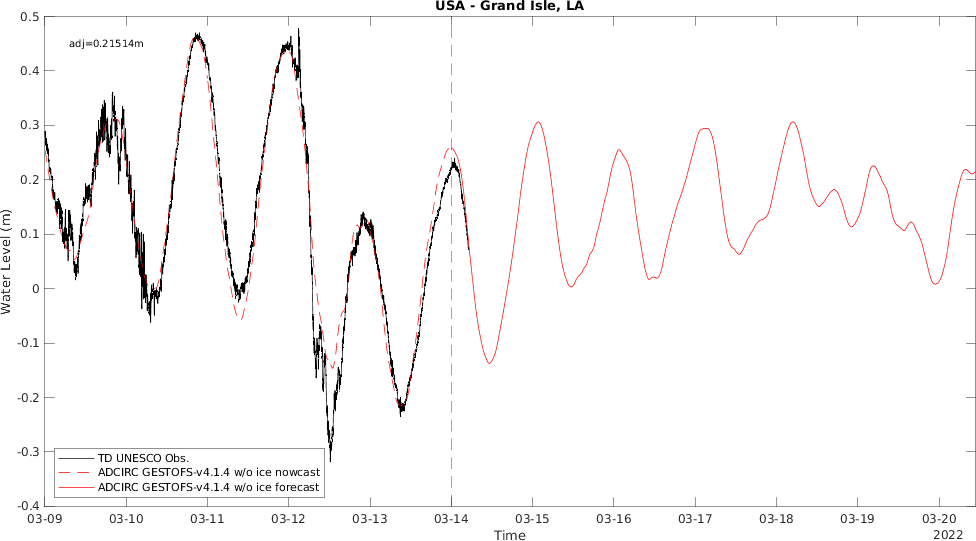 USA - Grand Isle, LA
adj=0.21514m
Water Level (m)
0.5
0.4
0.3
0.2
0.1
0
-0.1
-0.2
-0.3
-0.4
TD UNESCO Obs.
ADCIRC GESTOFS-v4.1.4 w/o ice nowcast
ADCIRC GESTOFS-v4.1.4 w/o ice forecast
03-09 03-10 03-11 03-12 03-13 03-14 03-15 03-16 03-17 03-18 03-19 03-20
Time
2022